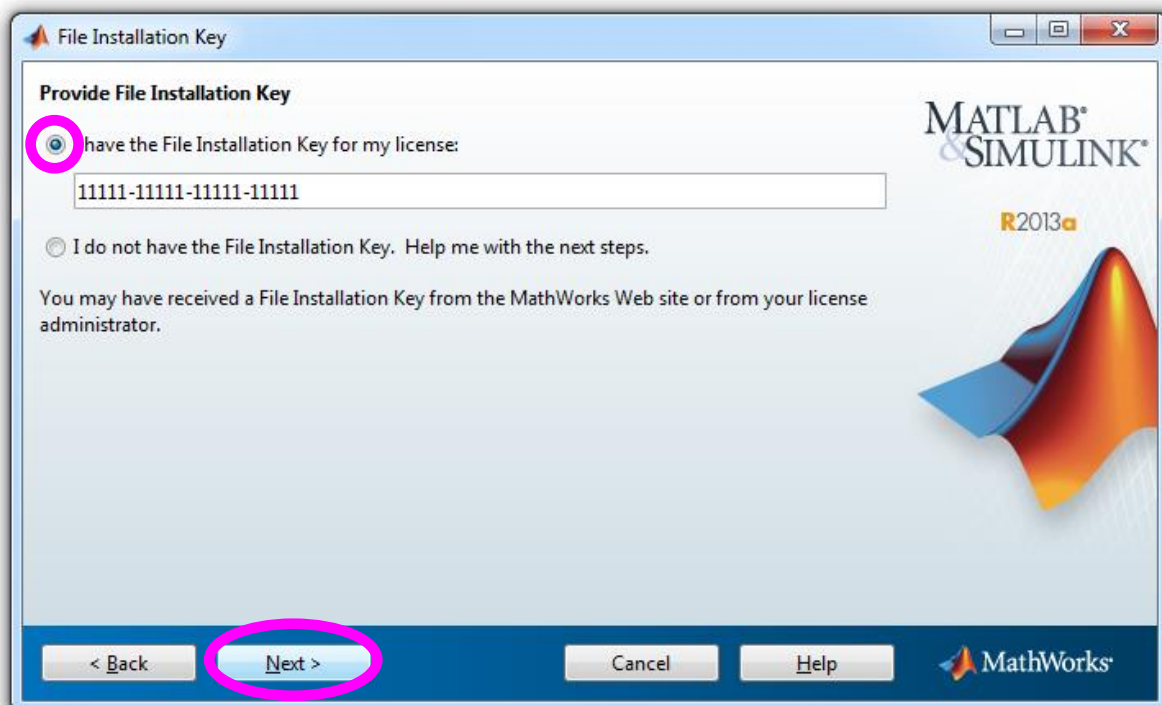 File Installation Key
Provide File Installation Key
have the File Installation Key for my license:
11111-11111-11111-11111
I do not have the File Installation Key.  Help me with the next steps.
You may have received a File Installation Key from the MathWorks Web site or from your license
administrator.
MATLAB®
&SIMULINK®
R2013a
< Back
Next >
Cancel
Help
MathWorks®